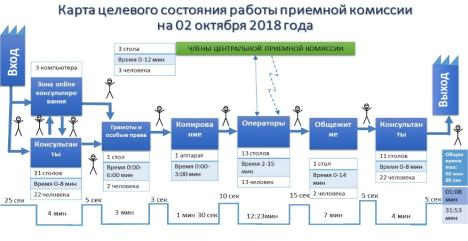 Карта целевого состояния работы приемной комиссии
на 02 октября 2018 года
Вход
3 компьютера
Зона online
консультиро
вания
3 стола
Время 0-12
мин
3 человека
ЧЛЕНЫ ЦЕНТРАЛЬНОЙ ПРИЕМНОЙ КОМИССИИ
Выход
Консультан
ты
11 столов
Время 0-8 мин
22 человека
Грамоты и
особые права
1 стол
Время 0:00-
6:00 мин
2 человека
Копирова
ние
1 аппарат
Время 0:00-
3:00 мин
Операторы
13 столов
Время 2-15
мин
13 человек
Общежит
ие
1 стол
Время 0-14
мин
2 человека
Консультан
ты
11 столов
Время 0-8 мин
22 человека
Общее
время
01:08
мин
31:53
мин
25 сек
4 мин
5 сек
3 мин
3 сек
1 мин 30 сек
10 сек
12:23мин
15 сек
7 мин
5 сек
4 мин
5 сек